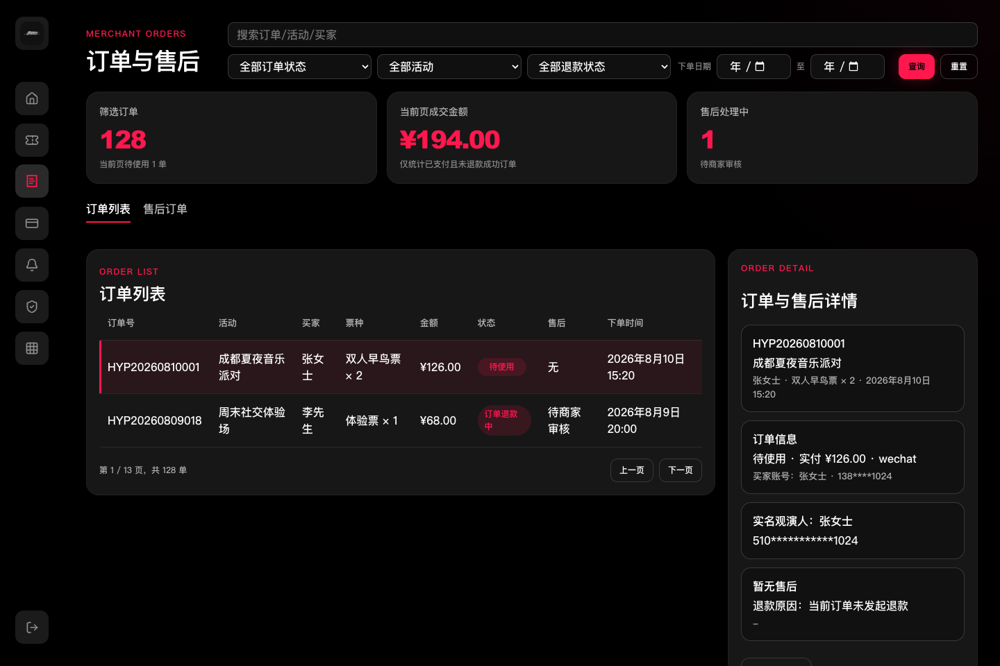 MERCHANT ORDERS
订单与售后
搜索订单/活动/买家
全部订单状态
全部活动
全部退款状态
下单日期
年 /
至
年 /
查询
重置
筛选订单
128
当前页待使用 1 单
当前页成交金额
¥194.00
仅统计已支付且未退款成功订单
售后处理中
1
待商家审核
订单列表
售后订单
ORDER LIST
订单列表
订单号 活动 买家 票种 金额 状态 售后 下单时间
HYP20260810001
成都夏夜音乐
派对
张女
士
双人早鸟票
× 2
¥126.00
待使用
无
2026年8月10日
15:20
HYP20260809018
周末社交体验
场
李先
生
体验票 × 1
¥68.00
订单退款
中
待商家
审核
2026年8月9日
20:00
第 1 / 13 页，共 128 单
上一页
下一页
ORDER DETAIL
订单与售后详情
HYP20260810001
成都夏夜音乐派对
张女士 · 双人早鸟票 × 2 · 2026年8月10日
15:20
订单信息
待使用 · 实付 ¥126.00 · wechat
买家账号：张女士 · 138****1024
实名观演人：张女士
510***********1024
暂无售后
退款原因：当前订单未发起退款
–